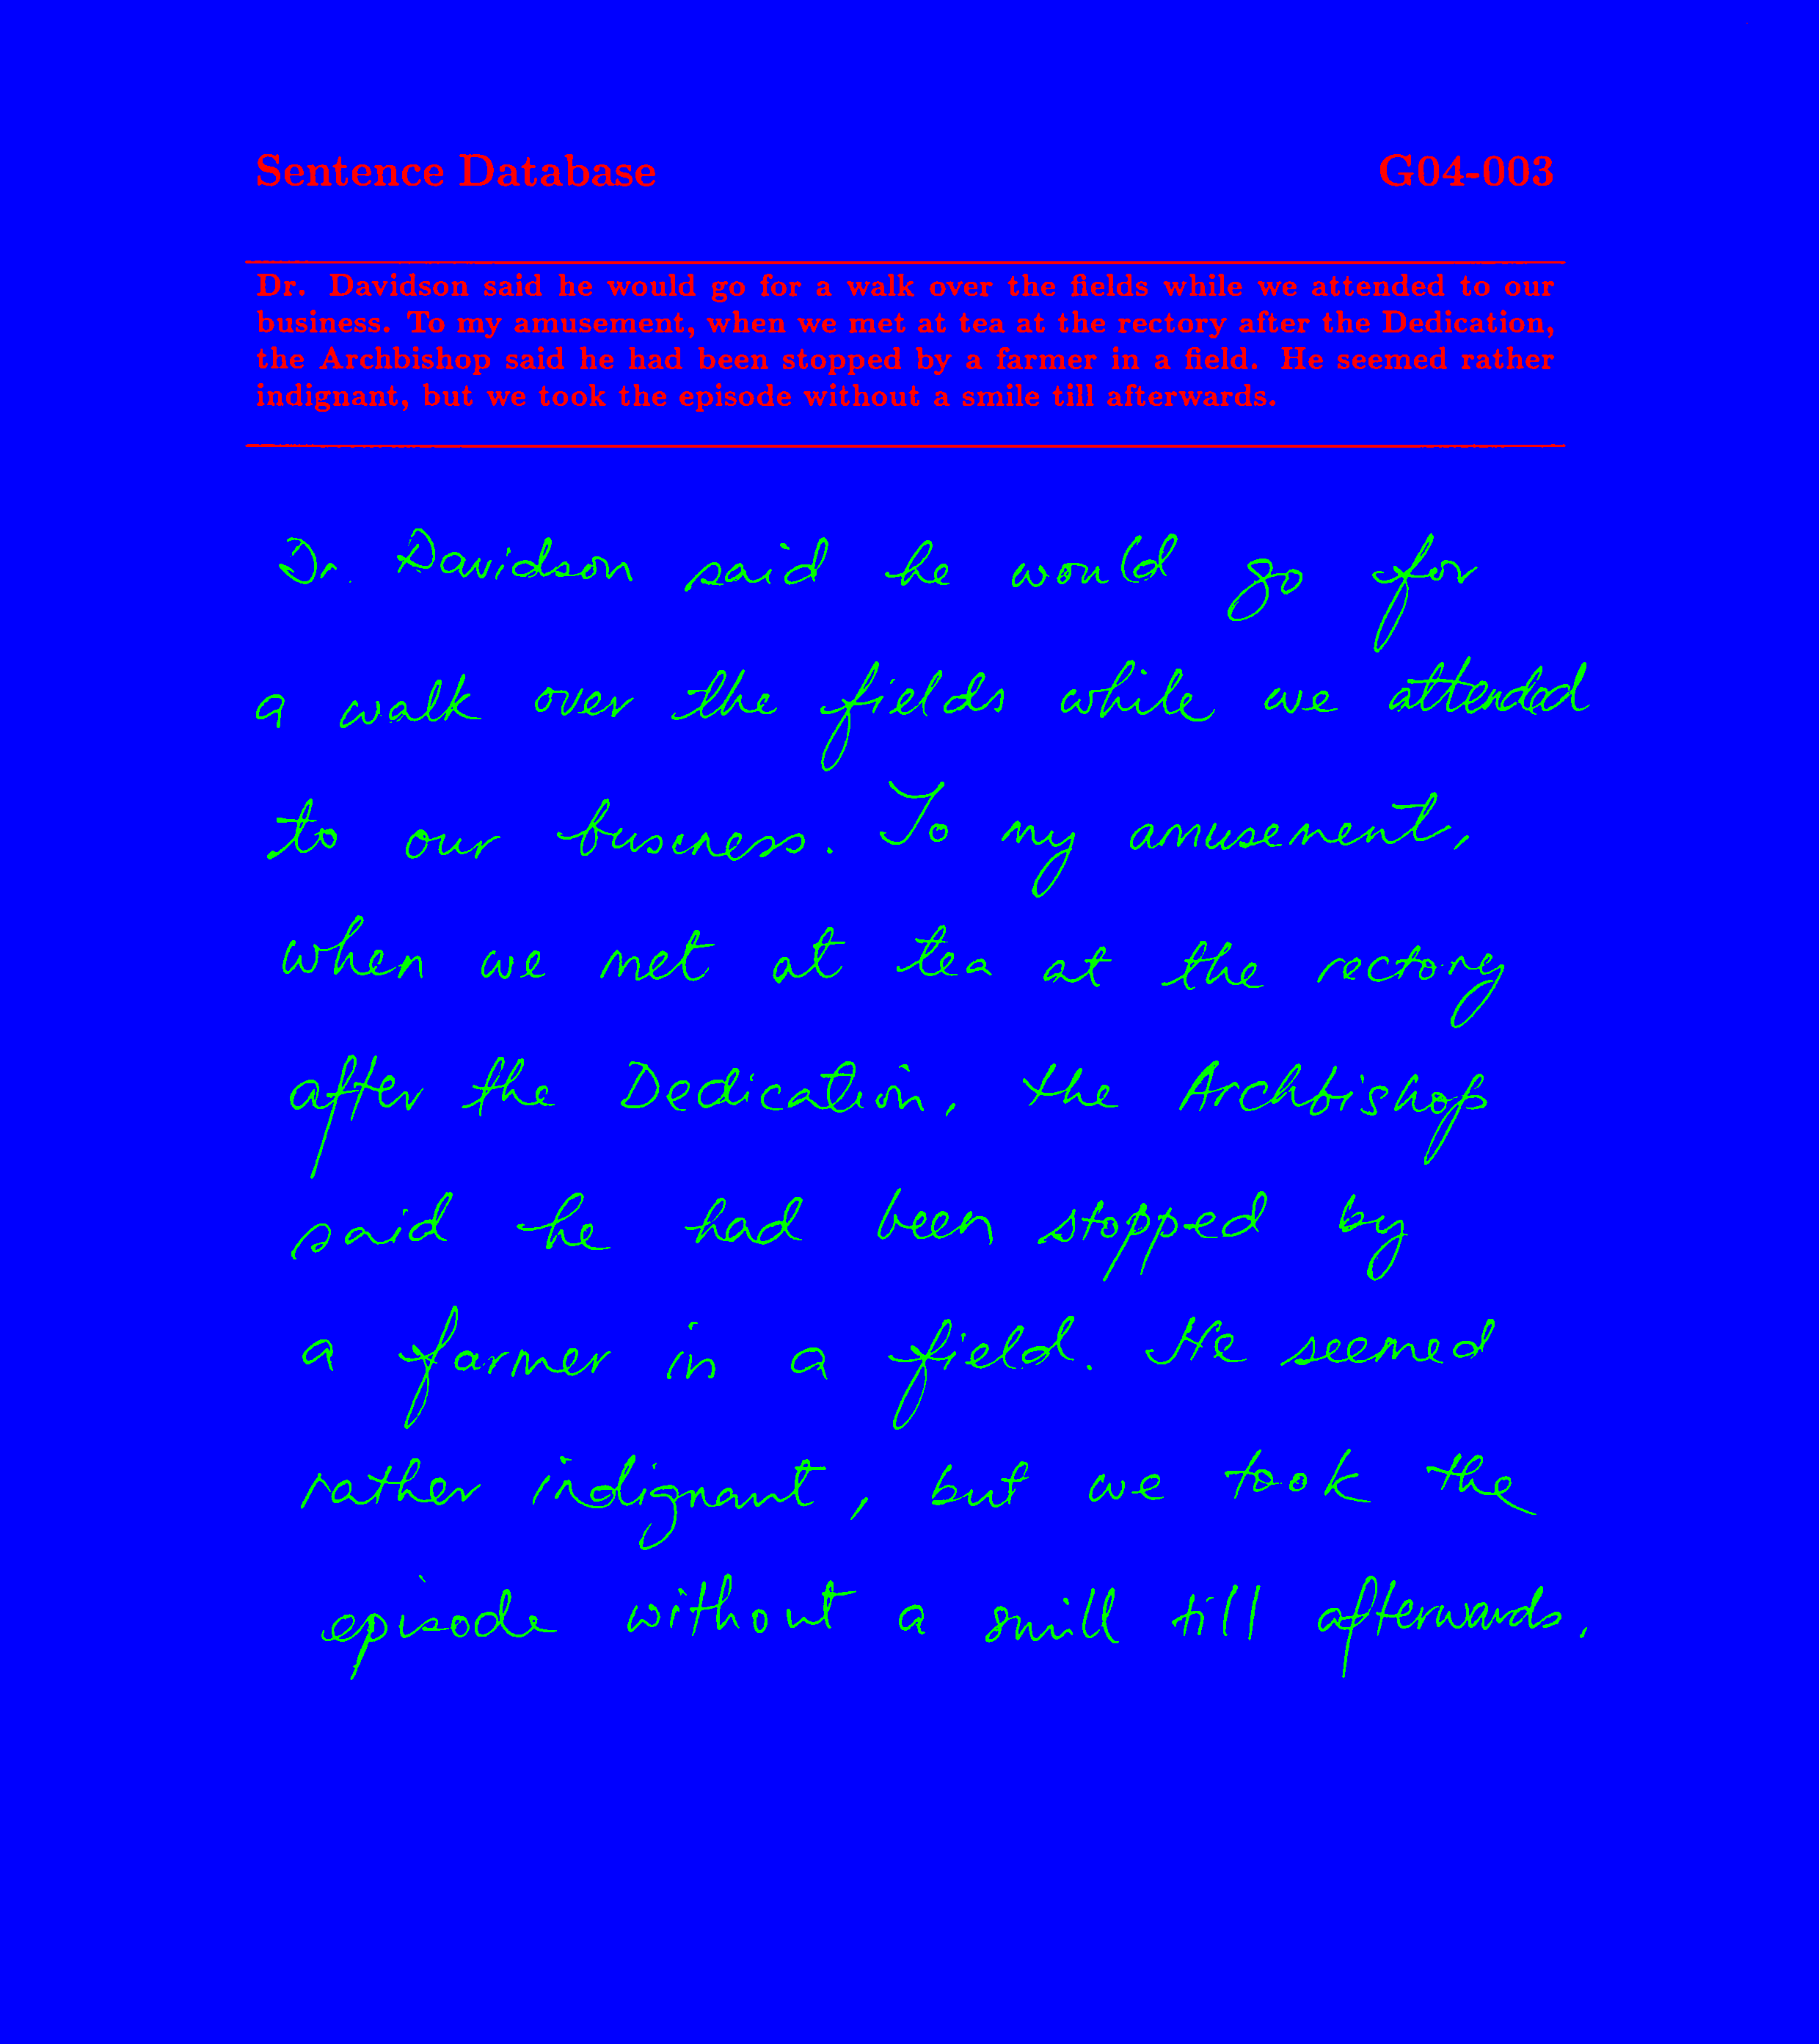 Sentence Database G04-003
Dr. Davidson said he would go for a walk over the fields while we attended to our
business. To my amusement, when we met at tea at the rectory after the Dedication,
the Archbishop said he had been stopped by a farmer in a field. He seemed rather
indignant, but we took the episode without a smile till afterwards.
Dr. Davidson said he would go for
a walk over the fields while we attended
to our business. To my amusement,
when we met at tea at the rectory
after the Dedication, the Archbishop
said he had been stopped by
a farmer in a field. He seemed
rather indignant, but we took the
episode without a smill till afterwards.